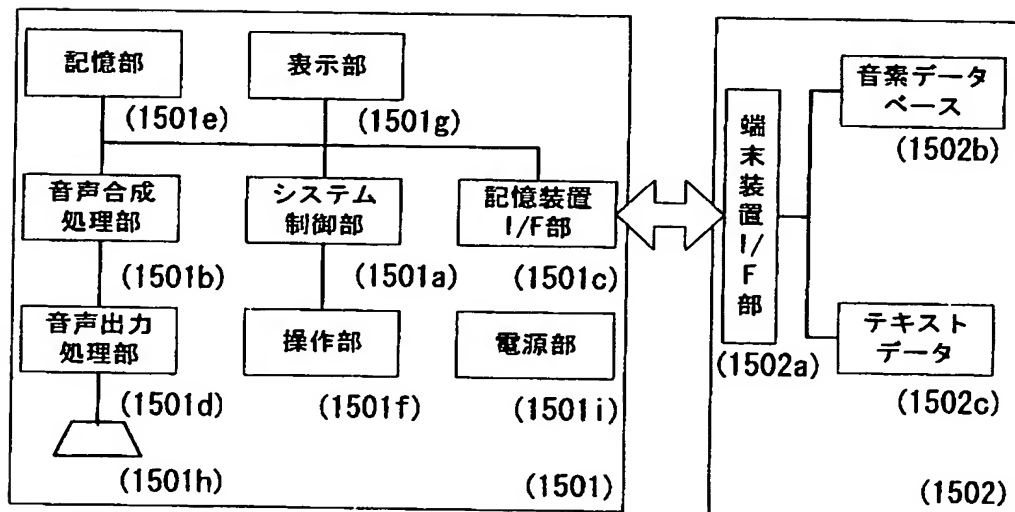 記憶部
(1501e)
表示部
(1501g)
音声合成
処理部
(1501b)
システム
制御部
(1501a)
記憶装置
I/F部
(1501c)
音声出力
処理部
(1501d)
操作部
(1501f)
電源部
(1501i)
(1501h)
(1501)
端
末
装
置
I
/
F
部
(1502a)
音素データ
ベース
(1502b)
テキスト
データ
(1502c)
(1502)